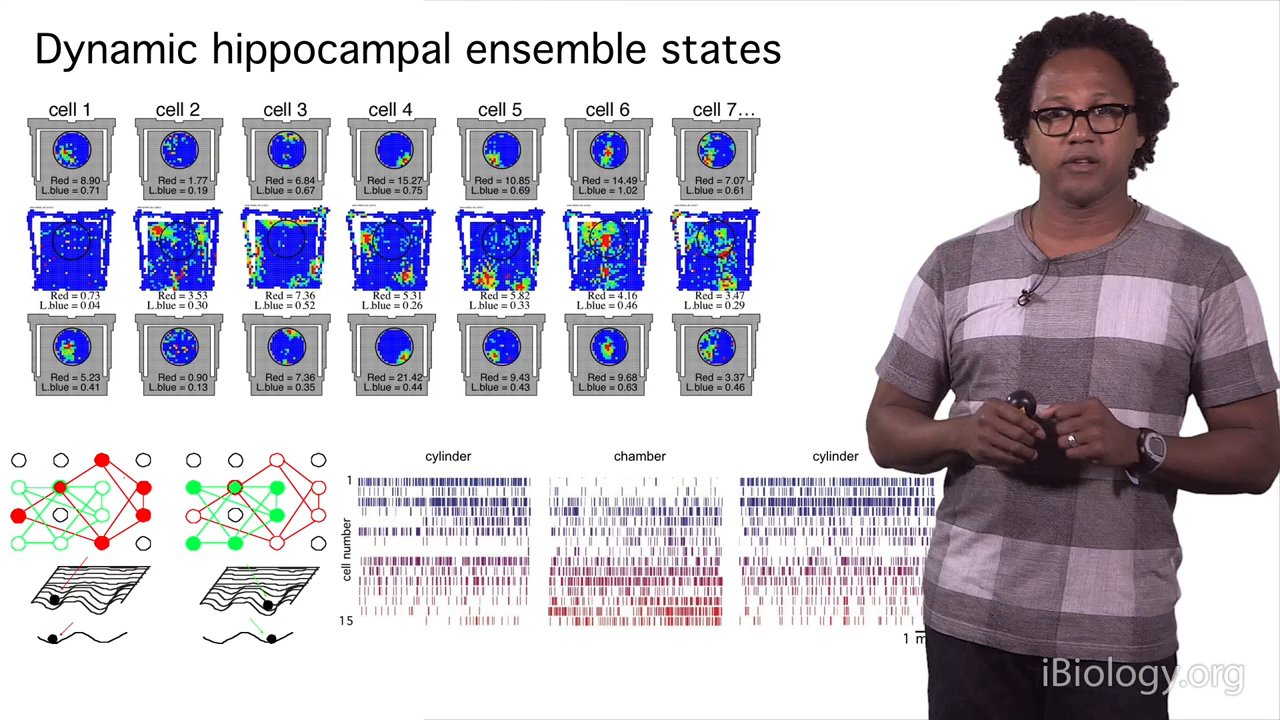 Dynamic hippocampal ensemble states
cell 1 cell 2 cell 3 cell 4 cell 5 cell 6 cell 7...
Red = 8.90 Red = 1.77 Red = 6.84 Red = 15.27 Red = 10.85 Red = 14.49 Red = 7.07
L.blue = 0.71 L.blue = 0.19 L.blue = 0.67 L.blue = 0.75 L.blue = 0.69 L.blue = 1.02 L.blue = 0.61
Red = 0.73 Red = 3.53 Red = 7.36 Red = 5.31 Red = 5.82 Red = 4.16 Red = 3.47
L.blue = 0.04 L.blue = 0.30 L.blue = 0.52 L.blue = 0.26 L.blue = 0.33 L.blue = 0.46 L.blue = 0.29
Red = 5.23 Red = 0.90 Red = 7.36 Red = 21.42 Red = 9.43 Red = 9.68 Red = 3.37
L.blue = 0.41 L.blue = 0.13 L.blue = 0.35 L.blue = 0.44 L.blue = 0.43 L.blue = 0.63 L.blue = 0.46
cylinder chamber cylinder
1
cell number
15
1 m
iBiology.org